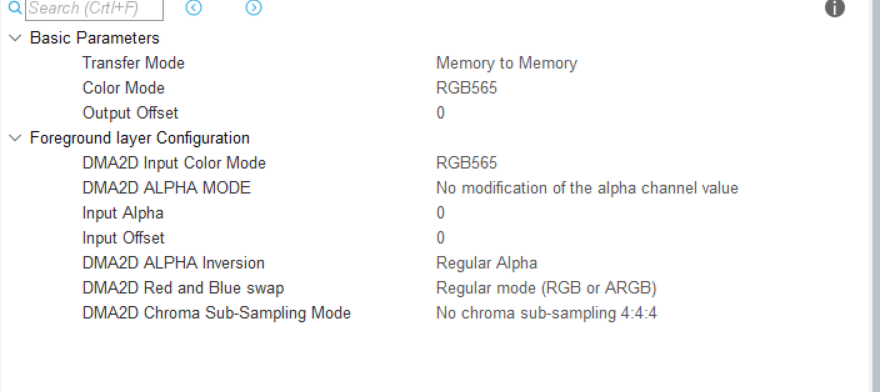 Search (Crtl+F)
Basic Parameters
Transfer Mode Memory to Memory
Color Mode RGB565
Output Offset 0
Foreground layer Configuration
DMA2D Input Color Mode RGB565
DMA2D ALPHA MODE No modification of the alpha channel value
Input Alpha 0
Input Offset 0
DMA2D ALPHA Inversion Regular Alpha
DMA2D Red and Blue swap Regular mode (RGB or ARGB)
DMA2D Chroma Sub-Sampling Mode No chroma sub-sampling 4:4:4